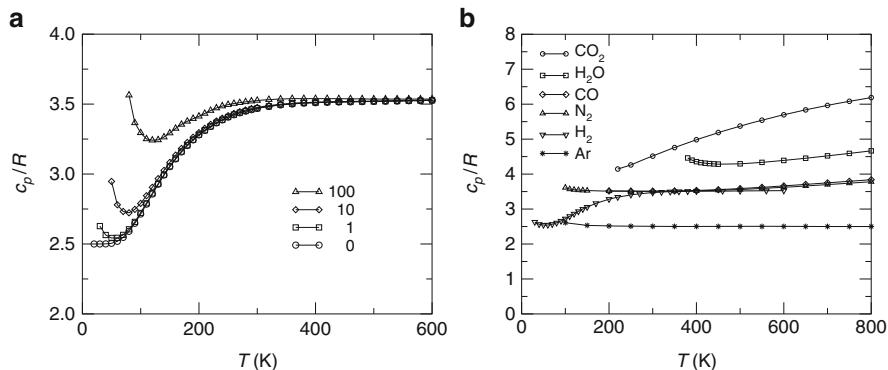 a
4.0
3.5
3.0
2.5
2.0
c_p/R
0 200 400 600
T (K)
100
10
1
0
b
8
7
6
5
4
3
2
1
0
c_p/R
0 200 400 600 800
T (K)
CO₂
H₂O
CO
N₂
H₂
Ar